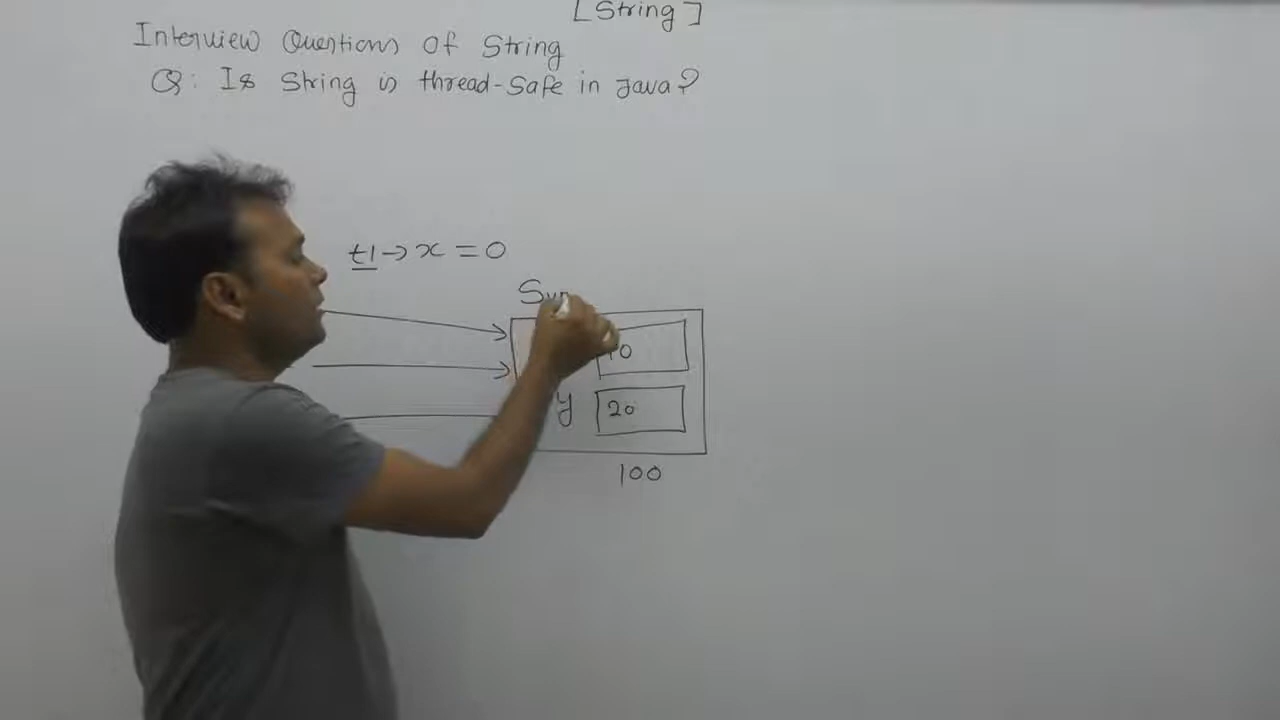 [String]
Interview Questions of String
Q: Is String is thread-safe in Java?
t1→x=0
y 20
100